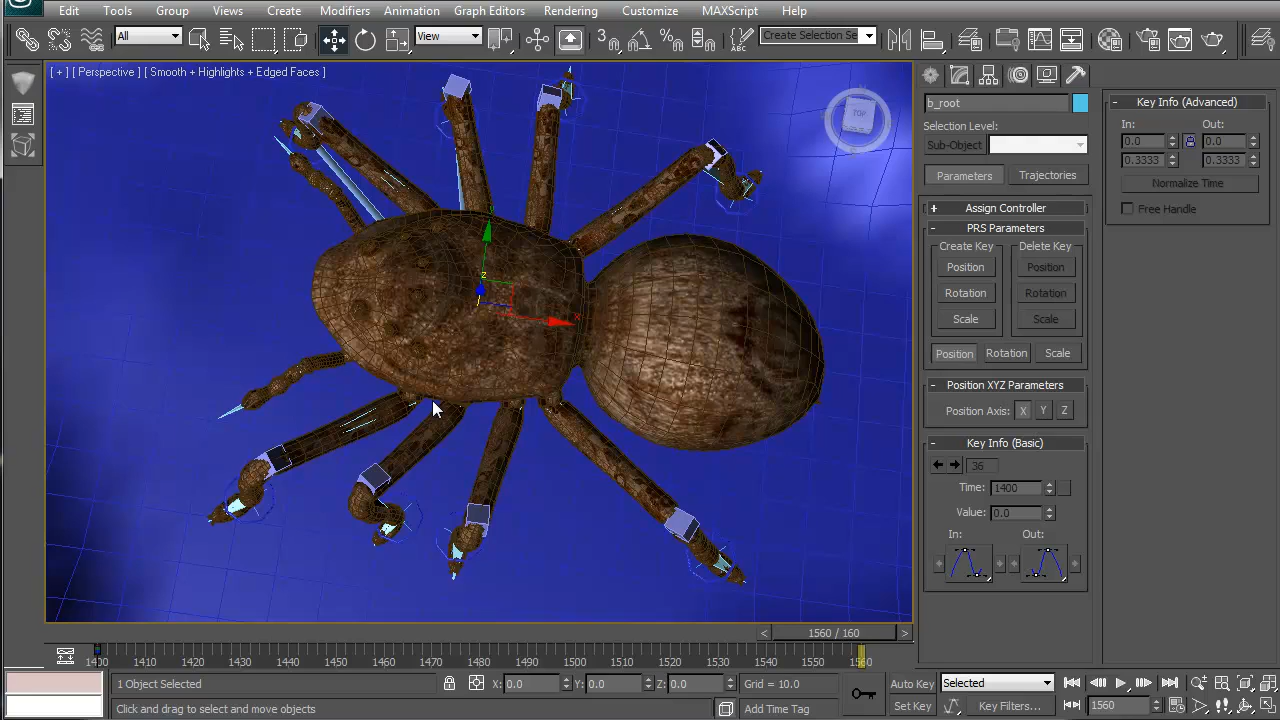 Edit Tools Group Views Create Modifiers Animation Graph Editors Rendering Customize MAXScript Help
All View 3 Create Selection Se
[ + ] [ Perspective ] [ Smooth + Highlights + Edged Faces ]
TOP
b_root
Selection Level:
Sub-Object
Parameters Trajectories
+ Assign Controller
- PRS Parameters
Create Key Delete Key
Position Position
Rotation Rotation
Scale Scale
Position Rotation Scale
- Position XYZ Parameters
Position Axis: X Y Z
- Key Info (Basic)
36
Time: 1400
Value: 0.0
In: Out:
- Key Info (Advanced)
In: Out:
0.0 0.0
0.3333 0.3333
Normalize Time
Free Handle
z
x
< 1560 / 160 >
1400 1410 1420 1430 1440 1450 1460 1470 1480 1490 1500 1510 1520 1530 1540 1550 1560
1 Object Selected X: 0.0 Y: 0.0 Z: 0.0 Grid = 10.0 Auto Key Selected
Click and drag to select and move objects Add Time Tag Set Key Key Filters... 1560